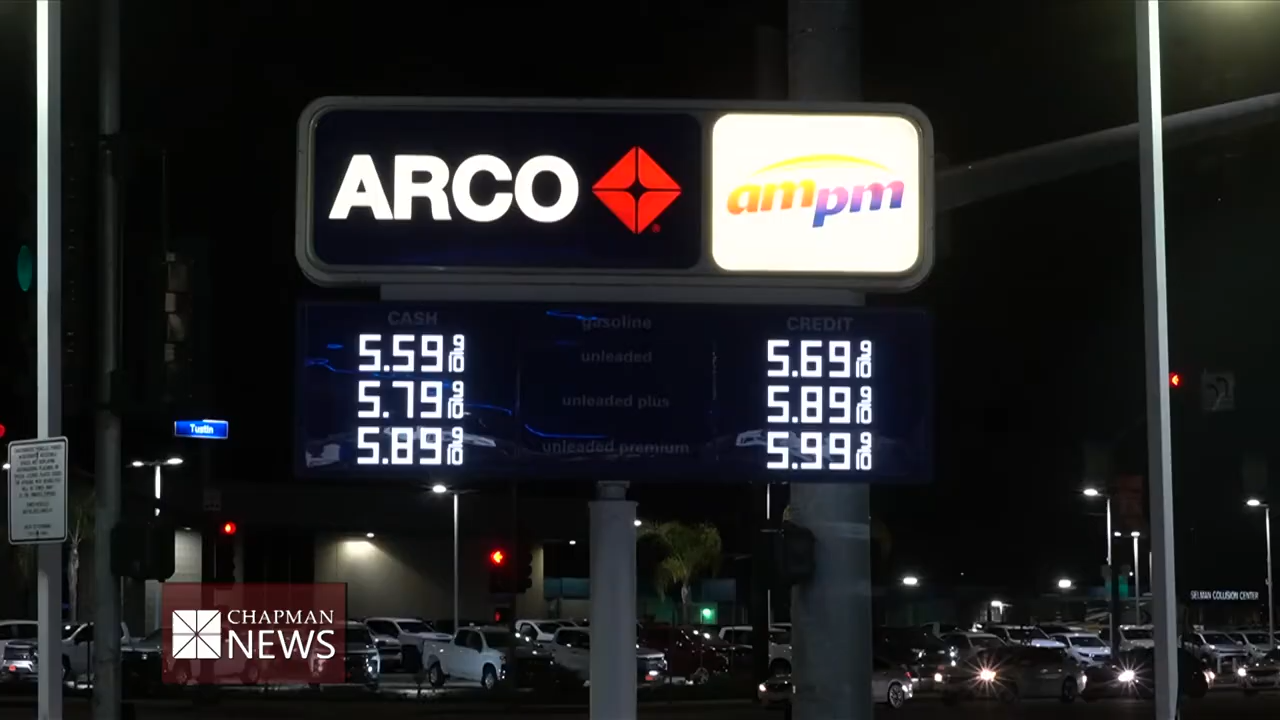 ARCO
ampm
CASH gasoline CREDIT
5.59 9/10 unleaded 5.69 9/10
5.79 9/10 unleaded plus 5.89 9/10
5.89 9/10 unleaded premium 5.99 9/10
Tustin
SELMAN COLLISION CENTER
CHAPMAN
NEWS